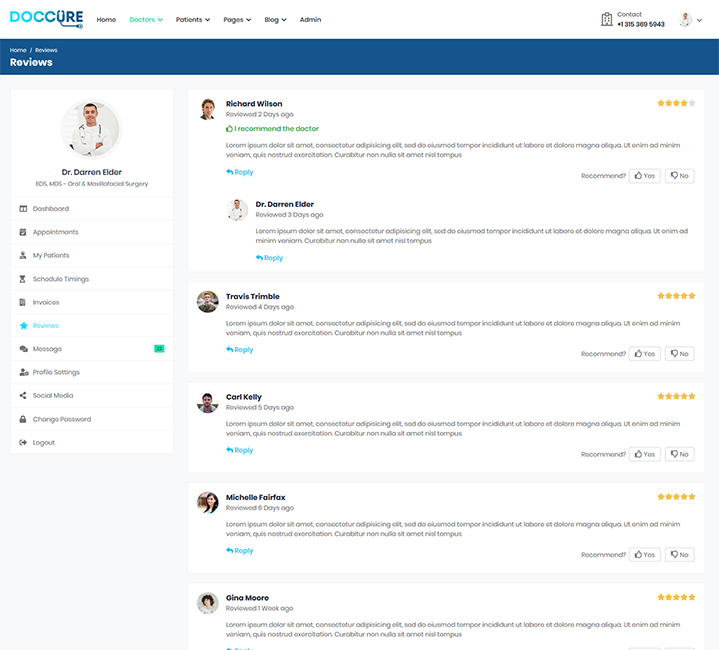 DOCCURE
Home
Doctors
Patients
Pages
Blog
Admin
Contact
+1 315 369 5943
Home / Reviews
Reviews
Dr. Darren Elder
BDS, MDS - Oral & Maxillofacial Surgery
Dashboard
Appointments
My Patients
Schedule Timings
Invoices
Reviews
Message
23
Profile Settings
Social Media
Change Password
Logout
Richard Wilson
Reviewed 2 Days ago
I recommend the doctor
Lorem ipsum dolor sit amet, consectetur adipisicing elit, sed do eiusmod tempor incididunt ut labore et dolore magna aliqua. Ut enim ad minim
veniam, quis nostrud exercitation. Curabitur non nulla sit amet nisl tempus
Reply
Recommend? Yes No
Dr. Darren Elder
Reviewed 3 Days ago
Lorem ipsum dolor sit amet, consectetur adipisicing elit, sed do eiusmod tempor incididunt ut labore et dolore magna aliqua. Ut enim ad
minim veniam. Curabitur non nulla sit amet nisl tempus
Reply
Travis Trimble
Reviewed 4 Days ago
Lorem ipsum dolor sit amet, consectetur adipisicing elit, sed do eiusmod tempor incididunt ut labore et dolore magna aliqua. Ut enim ad minim
veniam, quis nostrud exercitation. Curabitur non nulla sit amet nisl tempus
Reply
Recommend? Yes No
Carl Kelly
Reviewed 5 Days ago
Lorem ipsum dolor sit amet, consectetur adipisicing elit, sed do eiusmod tempor incididunt ut labore et dolore magna aliqua. Ut enim ad minim
veniam, quis nostrud exercitation. Curabitur non nulla sit amet nisl tempus
Reply
Recommend? Yes No
Michelle Fairfax
Reviewed 6 Days ago
Lorem ipsum dolor sit amet, consectetur adipisicing elit, sed do eiusmod tempor incididunt ut labore et dolore magna aliqua. Ut enim ad minim
veniam, quis nostrud exercitation. Curabitur non nulla sit amet nisl tempus
Reply
Recommend? Yes No
Gina Moore
Reviewed 1 Week ago
Lorem ipsum dolor sit amet, consectetur adipisicing elit, sed do eiusmod tempor incididunt ut labore et dolore magna aliqua. Ut enim ad minim
veniam, quis nostrud exercitation. Curabitur non nulla sit amet nisl tempus